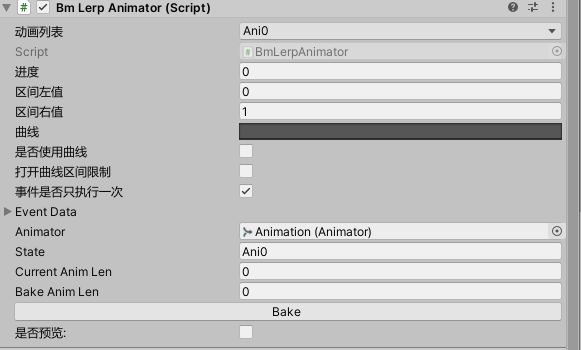 Bm Lerp Animator (Script)
动画列表 Ani0
Script BmLerpAnimator
进度 0
区间左值 0
区间右值 1
曲线
是否使用曲线
打开曲线区间限制
事件是否只执行一次
Event Data
Animator Animation (Animator)
State Ani0
Current Anim Len 0
Bake Anim Len 0
Bake
是否预览: